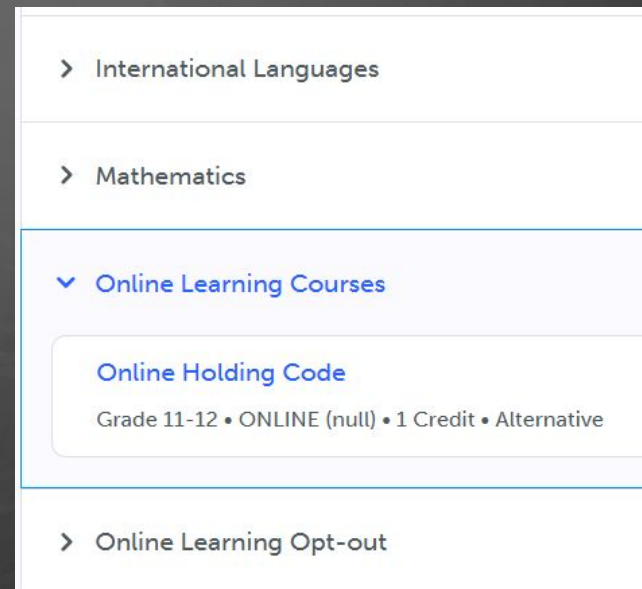 International Languages
Mathematics
Online Learning Courses
Online Holding Code
Grade 11-12 • ONLINE (null) • 1 Credit • Alternative
Online Learning Opt-out